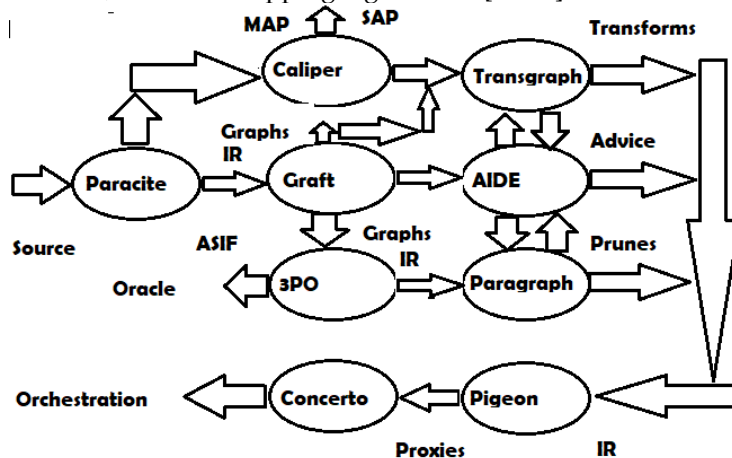 MAP
SAP
Transforms
Caliper
Transgraph
Graphs
IR
Advice
Paracite
Graft
AIDE
Source
ASIF
Graphs
IR
Prunes
Oracle
3PO
Paragraph
Orchestration
Concerto
Pigeon
Proxies
IR